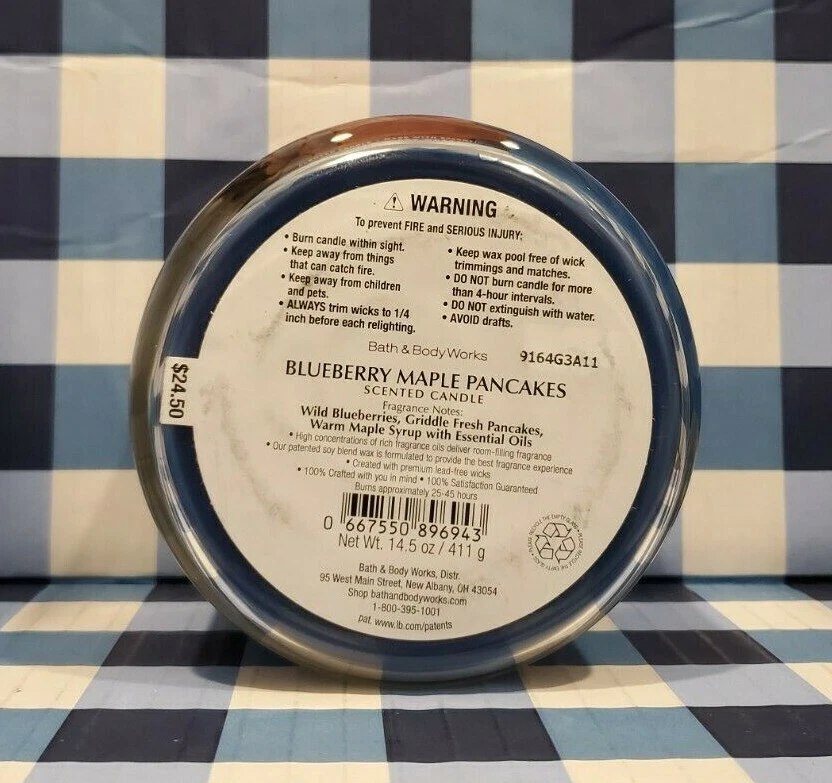 ⚠ WARNING
To prevent FIRE and SERIOUS INJURY:
• Burn candle within sight.
• Keep away from things
that can catch fire.
• Keep away from children
and pets.
• ALWAYS trim wicks to 1/4
inch before each relighting.
• Keep wax pool free of wick
trimmings and matches.
• DO NOT burn candle for more
than 4-hour intervals.
• DO NOT extinguish with water.
• AVOID drafts.
Bath & Body Works
9164G3A11
BLUEBERRY MAPLE PANCAKES
SCENTED CANDLE
Fragrance Notes:
Wild Blueberries, Griddle Fresh Pancakes,
Warm Maple Syrup with Essential Oils
• High concentrations of rich fragrance oils deliver room-filling fragrance
• Our patented soy blend wax is formulated to provide the best fragrance experience
• Created with premium lead-free wicks
• 100% Crafted with you in mind • 100% Satisfaction Guaranteed
Burns approximately 25-45 hours
$24.50
0 667550 896943
Net Wt. 14.5 oz / 411 g
PLEASE RECYCLE THE EMPTY GLASS •
Bath & Body Works, Distr.
95 West Main Street, New Albany, OH 43054
Shop bathandbodyworks.com
1-800-395-1001
pat. www.lb.com/patents